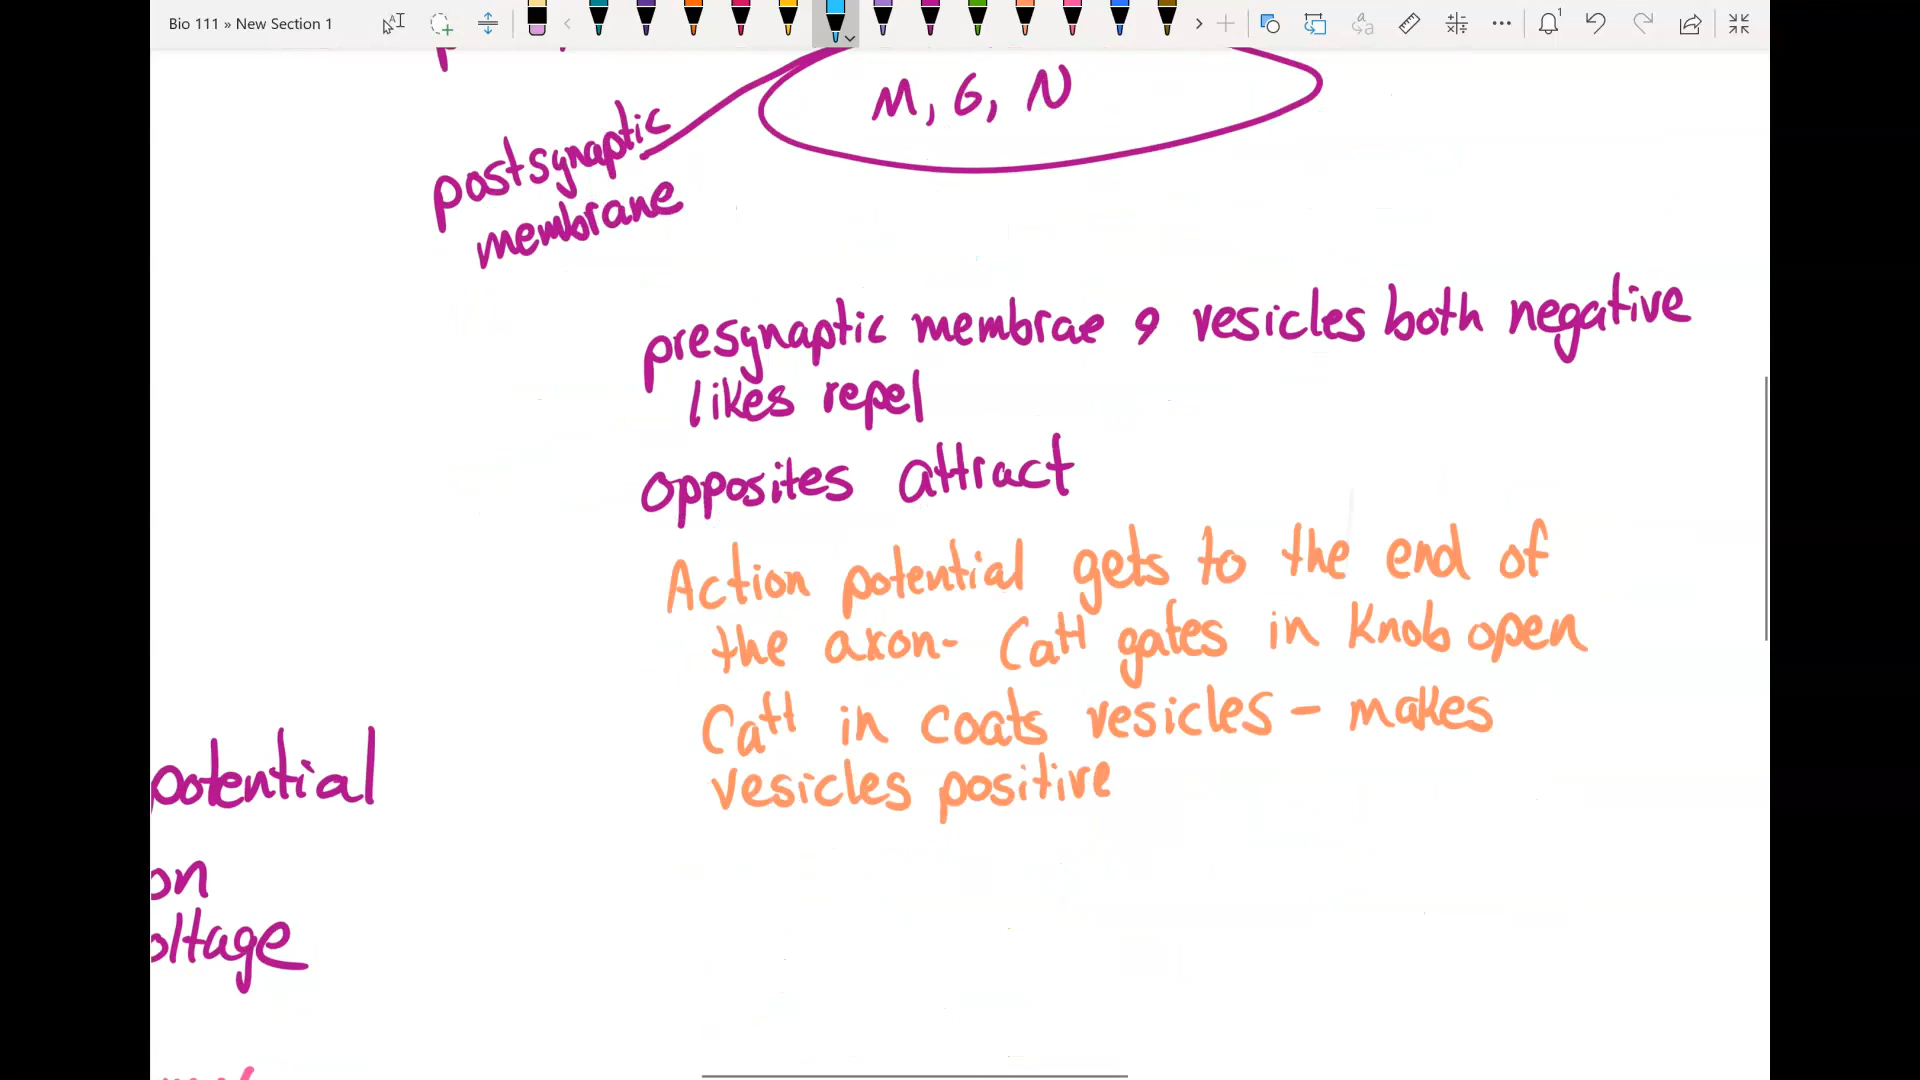 Bio 111 » New Section 1
M, G, N
postsynaptic
membrane
presynaptic membrae & vesicles both negative
likes repel
opposites attract
Action potential gets to the end of
the axon- Ca++ gates in knob open
Ca++ in coats vesicles - makes
vesicles positive
potential
on
oltage